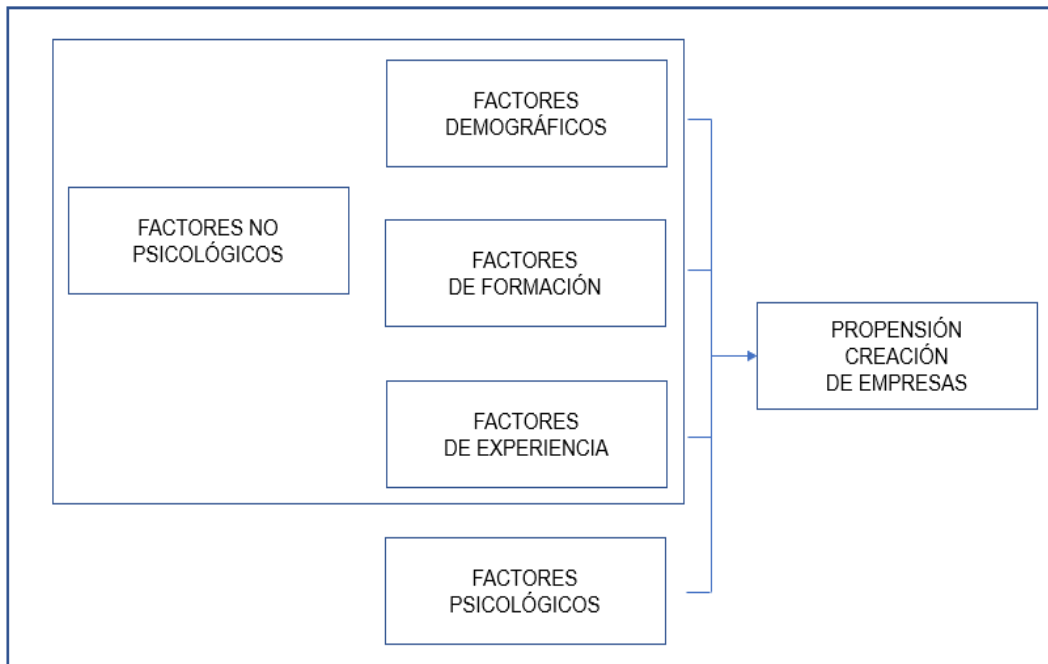 FACTORES
DEMOGRÁFICOS
FACTORES NO
PSICOLÓGICOS
FACTORES
DE FORMACIÓN
PROPENSIÓN
CREACIÓN
DE EMPRESAS
FACTORES
DE EXPERIENCIA
FACTORES
PSICOLÓGICOS